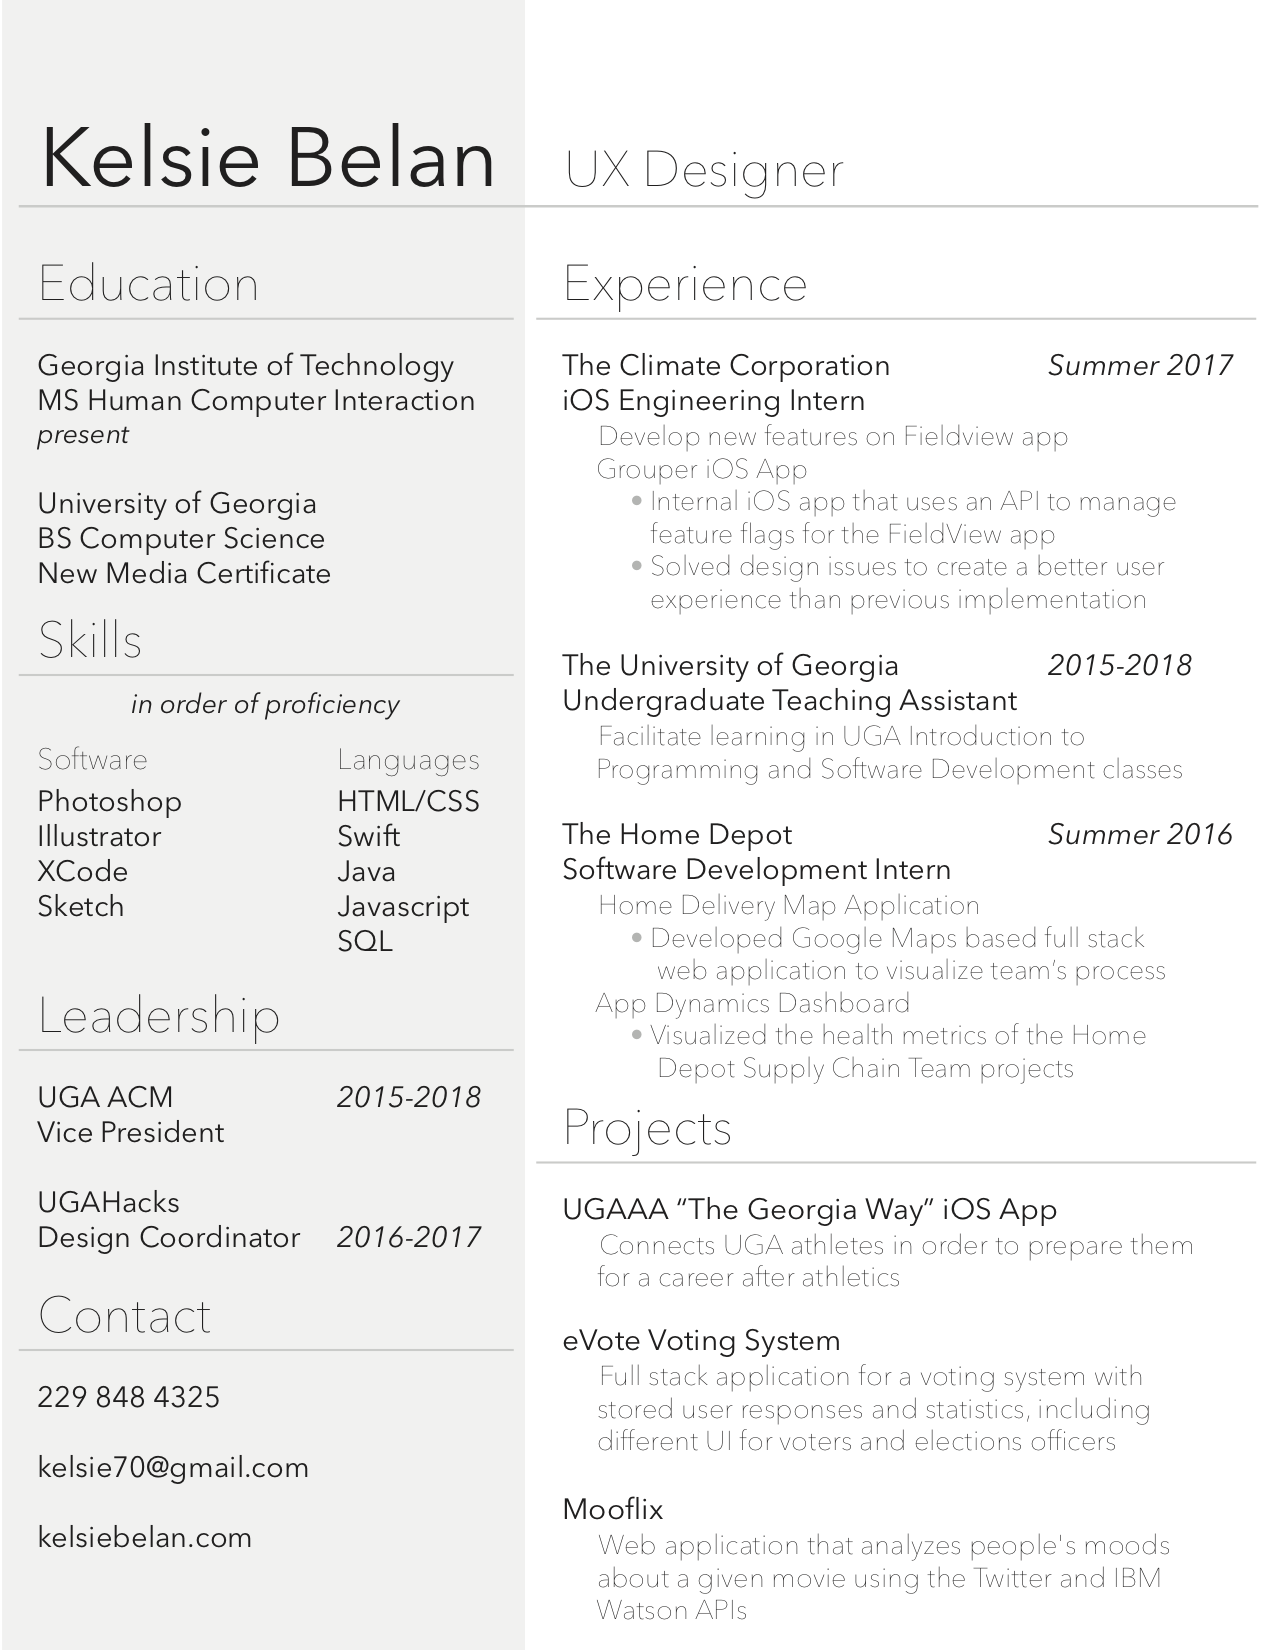 Kelsie Belan
UX Designer
Education
Georgia Institute of Technology
MS Human Computer Interaction
present
University of Georgia
BS Computer Science
New Media Certificate
Skills
in order of proficiency
Software
Photoshop
Illustrator
XCode
Sketch
Languages
HTML/CSS
Swift
Java
Javascript
SQL
Leadership
UGA ACM 2015-2018
Vice President
UGAHacks
Design Coordinator 2016-2017
Contact
229 848 4325
kelsie70@gmail.com
kelsiebelan.com
Experience
The Climate Corporation Summer 2017
iOS Engineering Intern
Develop new features on Fieldview app
Grouper iOS App
• Internal iOS app that uses an API to manage
feature flags for the FieldView app
• Solved design issues to create a better user
experience than previous implementation
The University of Georgia 2015-2018
Undergraduate Teaching Assistant
Facilitate learning in UGA Introduction to
Programming and Software Development classes
The Home Depot Summer 2016
Software Development Intern
Home Delivery Map Application
• Developed Google Maps based full stack
web application to visualize team’s process
App Dynamics Dashboard
• Visualized the health metrics of the Home
Depot Supply Chain Team projects
Projects
UGAAA “The Georgia Way” iOS App
Connects UGA athletes in order to prepare them
for a career after athletics
eVote Voting System
Full stack application for a voting system with
stored user responses and statistics, including
different UI for voters and elections officers
Mooflix
Web application that analyzes people's moods
about a given movie using the Twitter and IBM
Watson APIs